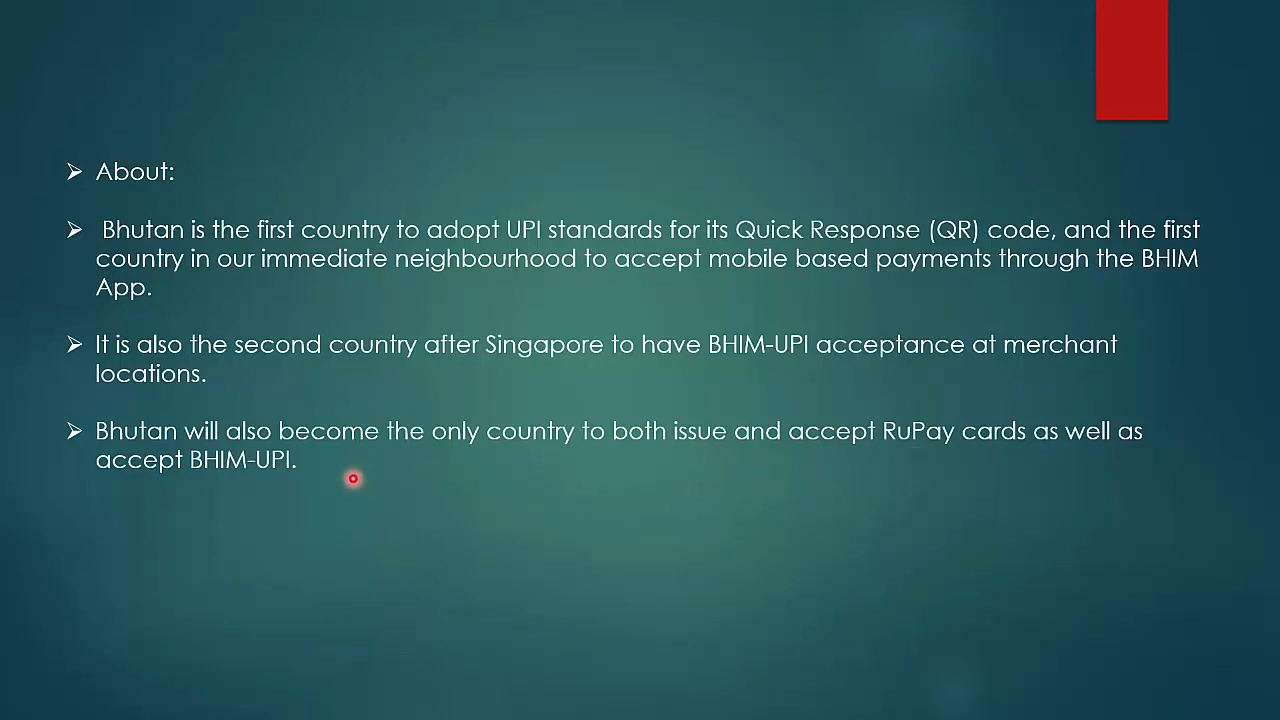 About:
Bhutan is the first country to adopt UPI standards for its Quick Response (QR) code, and the first
country in our immediate neighbourhood to accept mobile based payments through the BHIM
App.
It is also the second country after Singapore to have BHIM-UPI acceptance at merchant
locations.
Bhutan will also become the only country to both issue and accept RuPay cards as well as
accept BHIM-UPI.